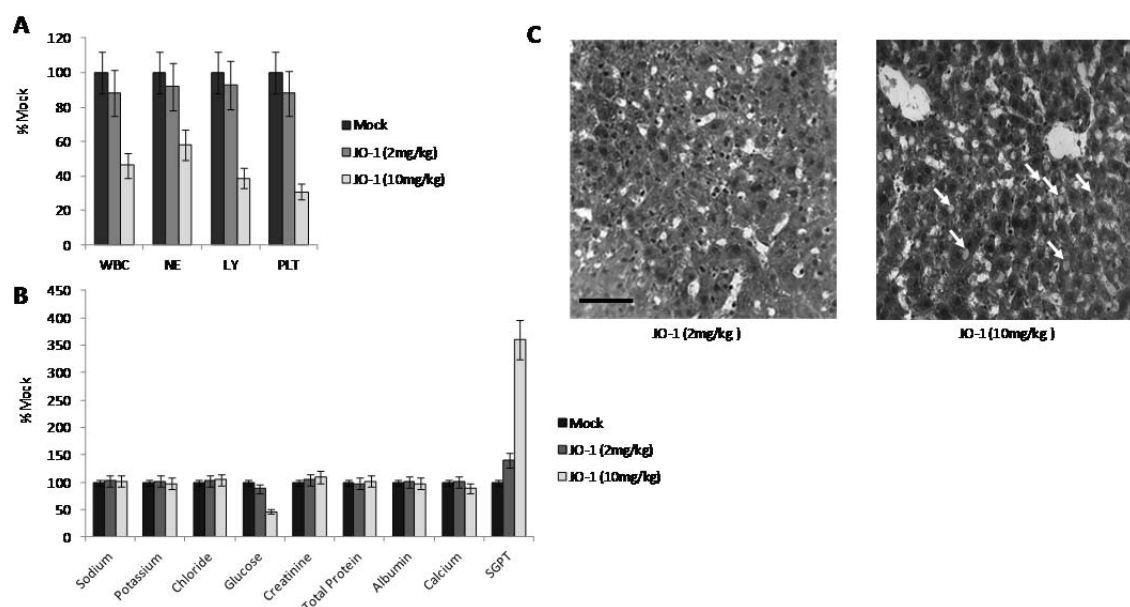 A
120
100
80
60
40
20
0
% Mock
WBC NE LY PLT
Mock
JO-1 (2mg/kg)
JO-1 (10mg/kg)
B
450
400
350
300
250
200
150
100
50
0
% Mock
Sodium
Potassium
Chloride
Glucose
Creatinine
Total Protein
Albumin
Calcium
SGPT
Mock
JO-1 (2mg/kg)
JO-1 (10mg/kg)
C
JO-1 (2mg/kg )
JO-1 (10mg/kg )